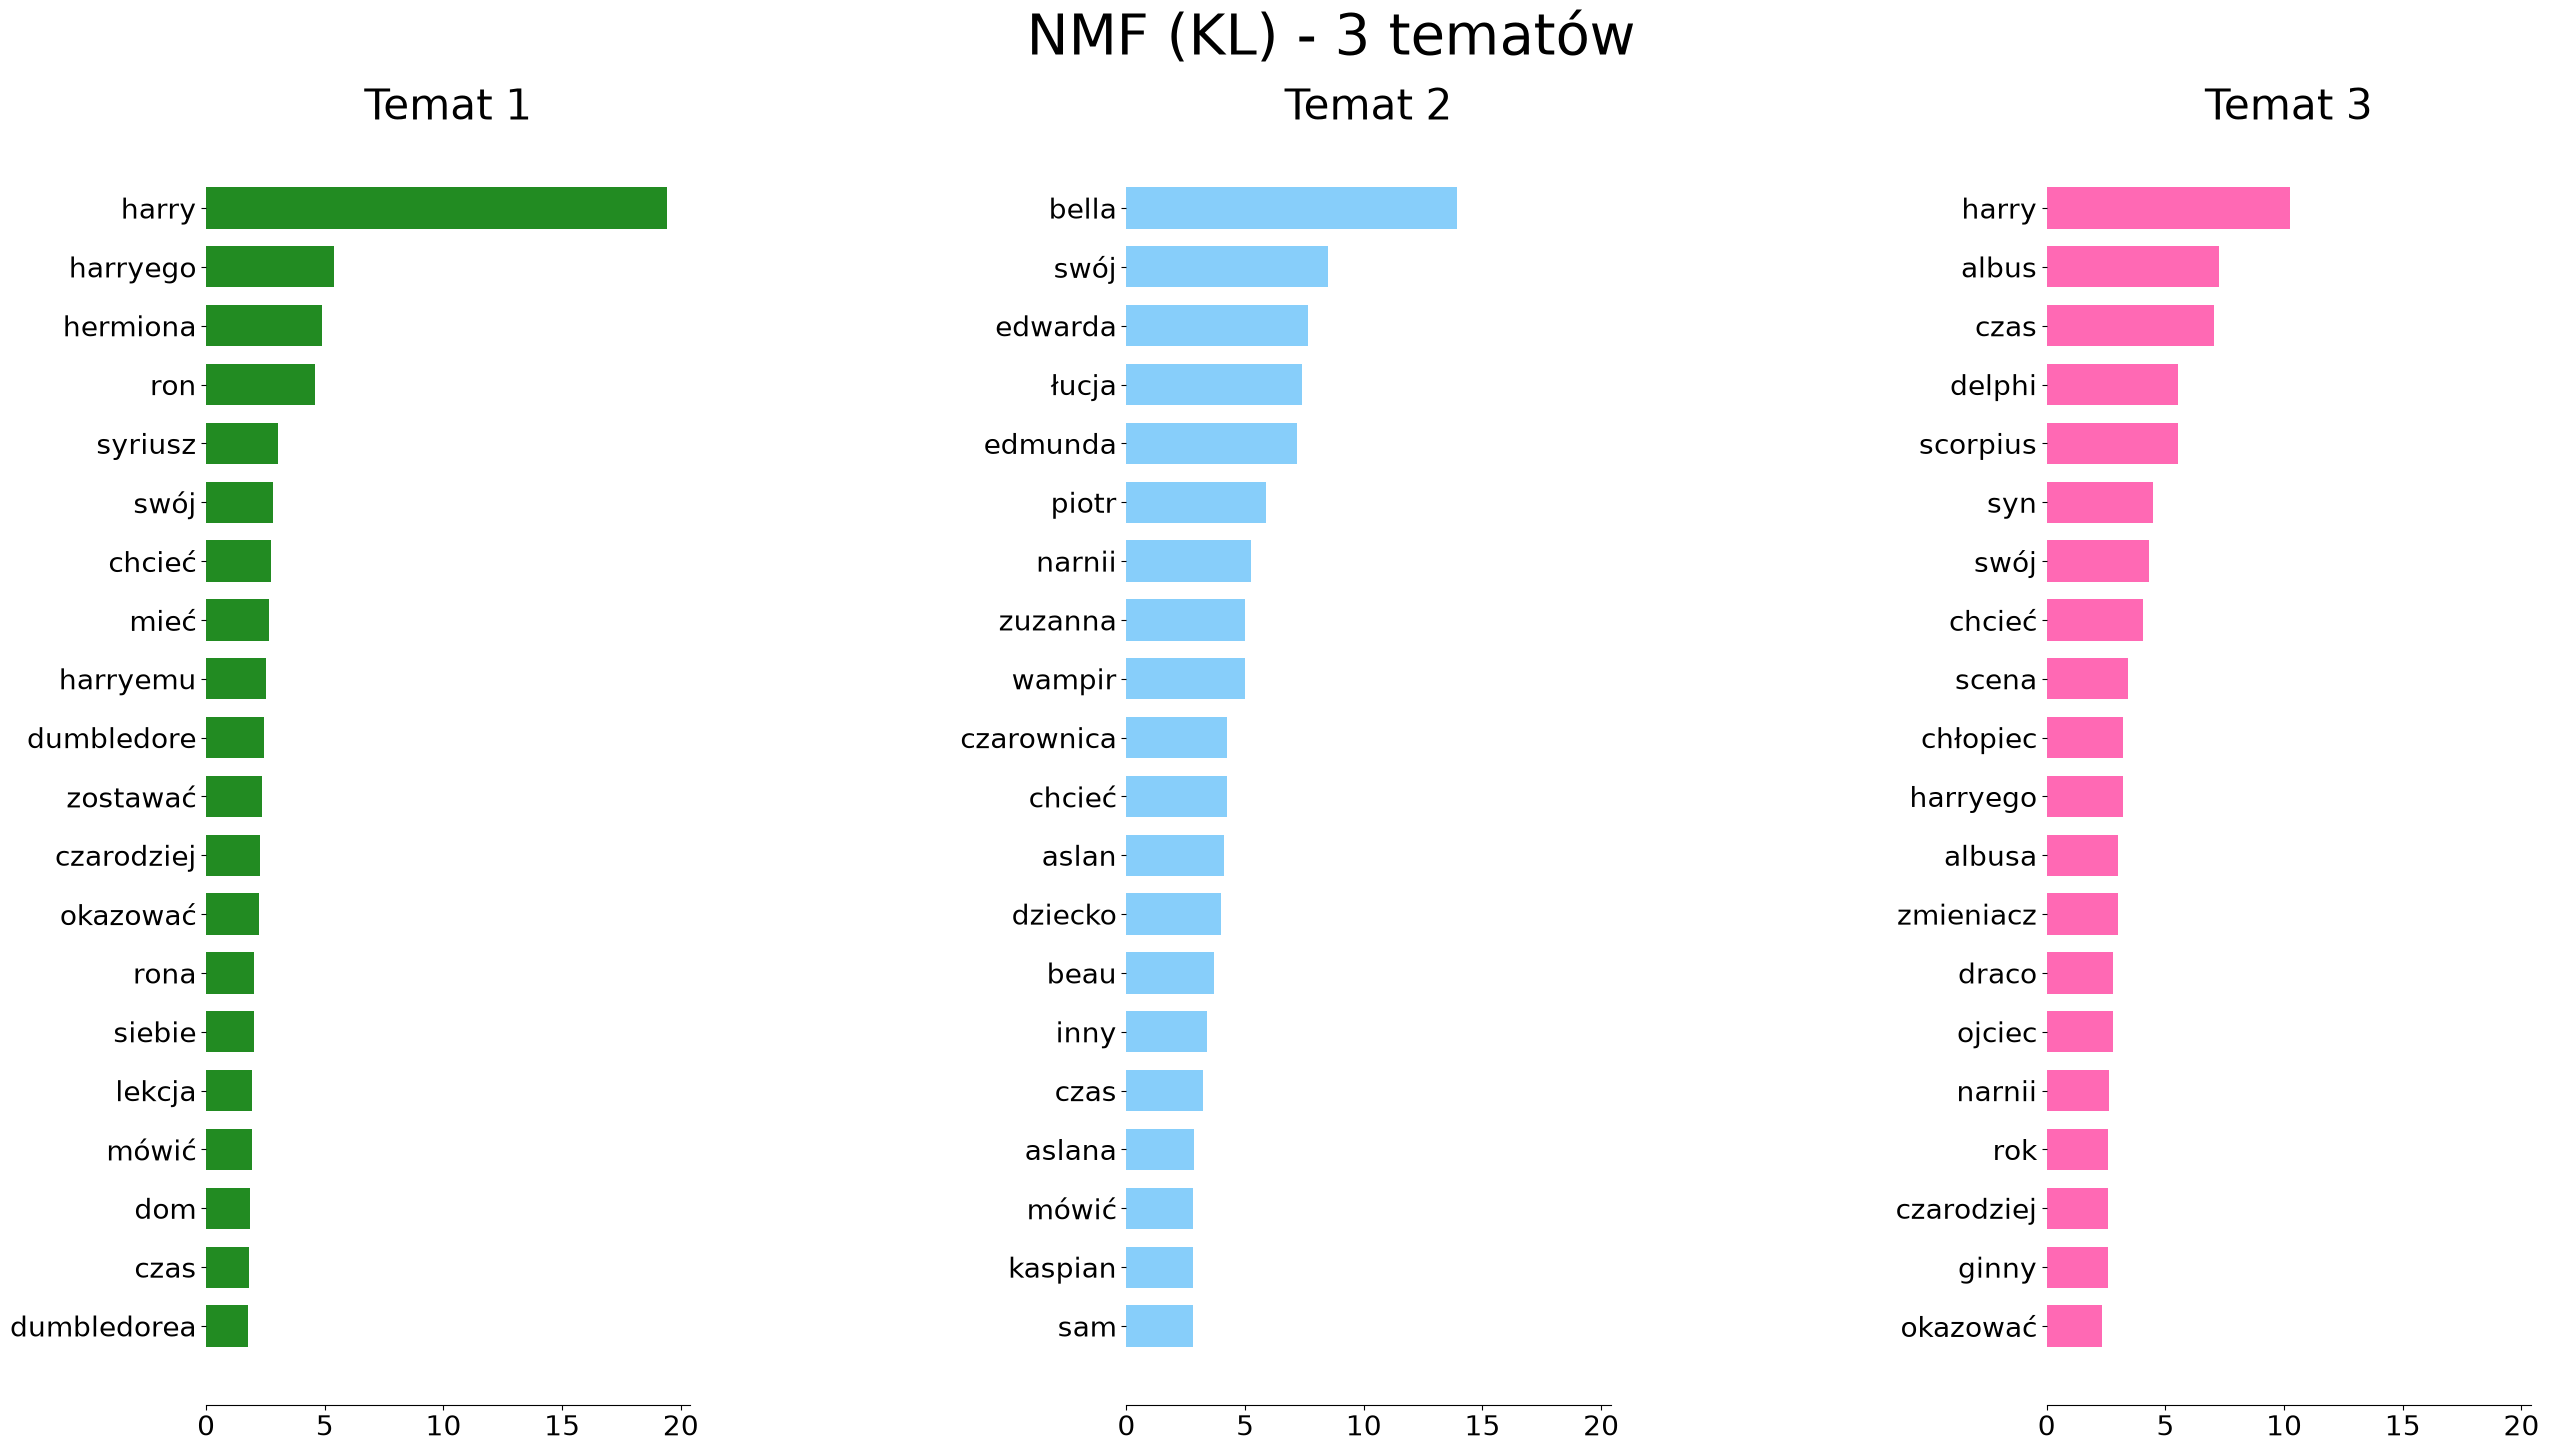 NMF (KL) - 3 tematów
Temat 1
harry
harryego
hermiona
ron
syriusz
swój
chcieć
mieć
harryemu
dumbledore
zostawać
czarodziej
okazować
rona
siebie
lekcja
mówić
dom
czas
dumbledorea
0 5 10 15 20
Temat 2
bella
swój
edwarda
łucja
edmunda
piotr
narnii
zuzanna
wampir
czarownica
chcieć
aslan
dziecko
beau
inny
czas
aslana
mówić
kaspian
sam
0 5 10 15 20
Temat 3
harry
albus
czas
delphi
scorpius
syn
swój
chcieć
scena
chłopiec
harryego
albusa
zmieniacz
draco
ojciec
narnii
rok
czarodziej
ginny
okazować
0 5 10 15 20